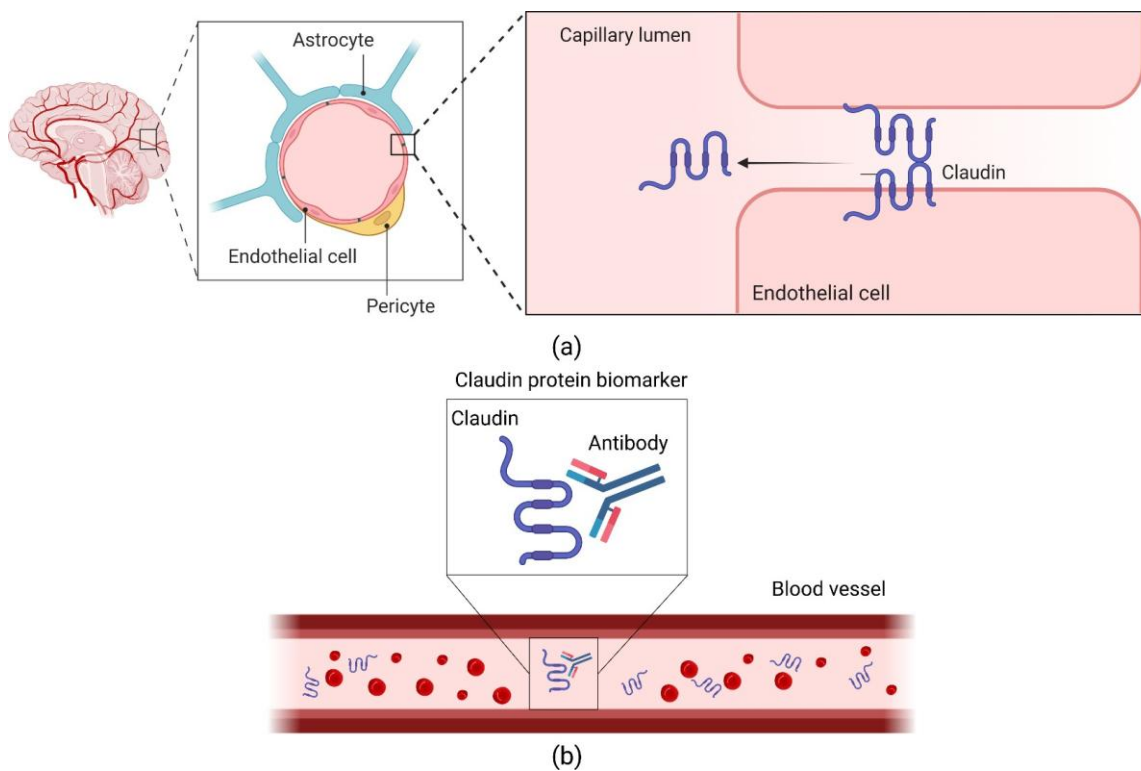 Astrocyte
Endothelial cell
Pericyte
Capillary lumen
Claudin
Endothelial cell
(a)
Claudin protein biomarker
Claudin
Antibody
Blood vessel
(b)